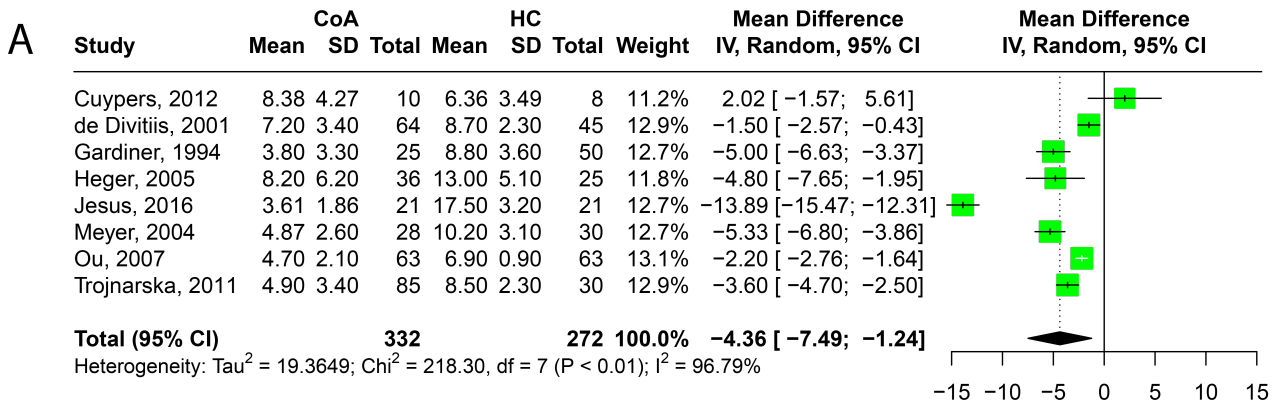 A
CoA HC Mean Difference Mean Difference
Study Mean SD Total Mean SD Total Weight IV, Random, 95% CI IV, Random, 95% CI
Cuypers, 2012 8.38 4.27 10 6.36 3.49 8 11.2% 2.02 [ −1.57; 5.61]
de Divitiis, 2001 7.20 3.40 64 8.70 2.30 45 12.9% −1.50 [ −2.57; −0.43]
Gardiner, 1994 3.80 3.30 25 8.80 3.60 50 12.7% −5.00 [ −6.63; −3.37]
Heger, 2005 8.20 6.20 36 13.00 5.10 25 11.8% −4.80 [ −7.65; −1.95]
Jesus, 2016 3.61 1.86 21 17.50 3.20 21 12.7% −13.89 [−15.47; −12.31]
Meyer, 2004 4.87 2.60 28 10.20 3.10 30 12.7% −5.33 [ −6.80; −3.86]
Ou, 2007 4.70 2.10 63 6.90 0.90 63 13.1% −2.20 [ −2.76; −1.64]
Trojnarska, 2011 4.90 3.40 85 8.50 2.30 30 12.9% −3.60 [ −4.70; −2.50]
Total (95% CI) 332 272 100.0% −4.36 [ −7.49; −1.24]
Heterogeneity: Tau² = 19.3649; Chi² = 218.30, df = 7 (P < 0.01); I² = 96.79%
−15 −10 −5 0 5 10 15